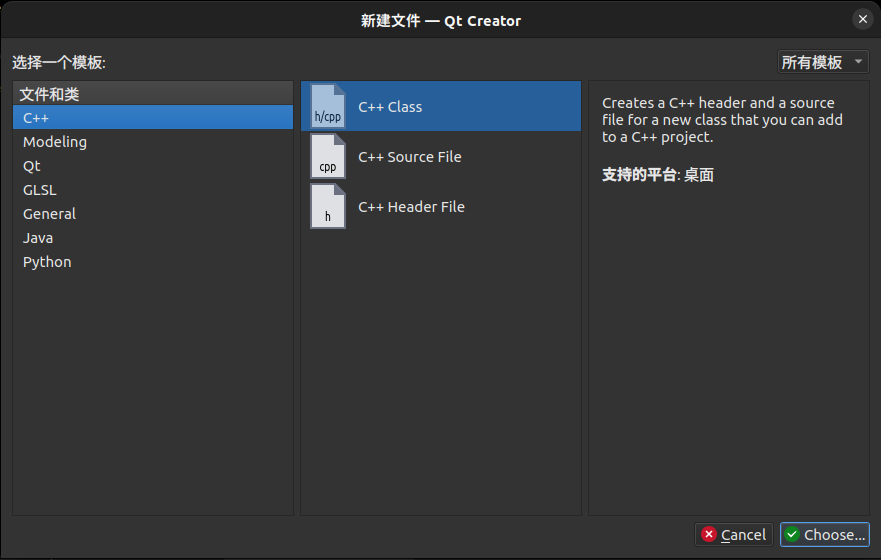 新建文件 — Qt Creator
选择一个模板:
所有模板
文件和类
C++
Modeling
Qt
GLSL
General
Java
Python
h/cpp
C++ Class
cpp
C++ Source File
h
C++ Header File
Creates a C++ header and a source
file for a new class that you can add
to a C++ project.
支持的平台: 桌面
Cancel
Choose...